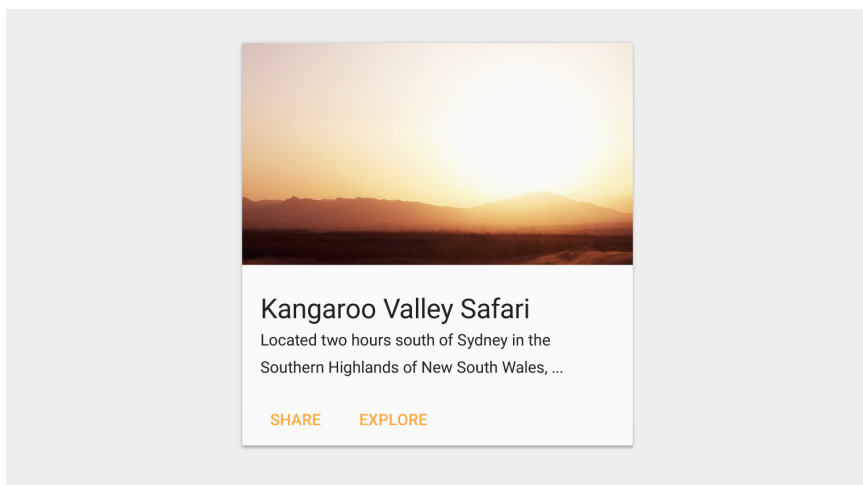 Kangaroo Valley Safari
Located two hours south of Sydney in the
Southern Highlands of New South Wales, ...
SHARE EXPLORE